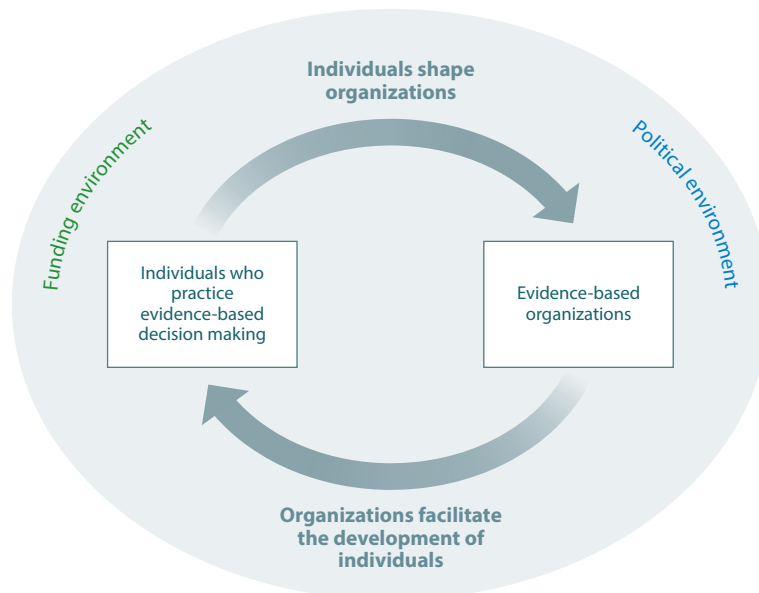 Individuals shape
organizations
Funding environment
Political environment
Individuals who
practice
evidence-based
decision making
Evidence-based
organizations
Organizations facilitate
the development of
individuals